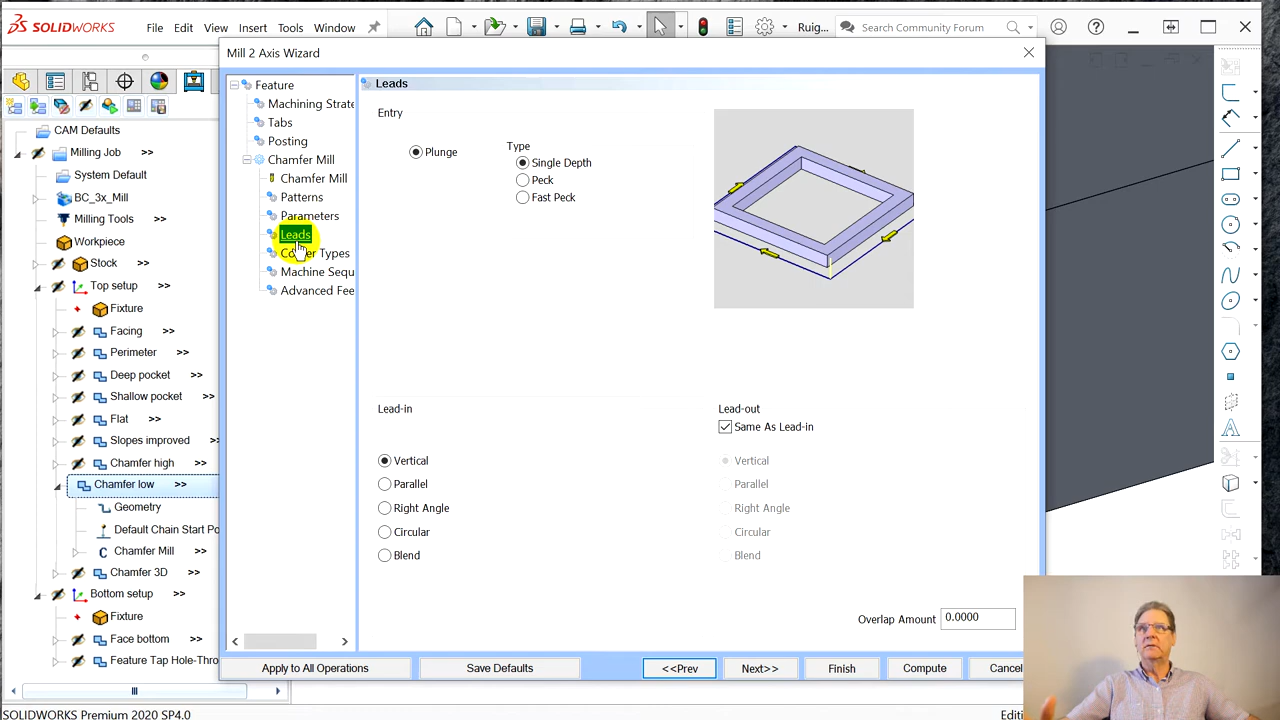 SOLIDWORKS File Edit View Insert Tools Window Ruig... Search Community Forum
Mill 2 Axis Wizard
CAM Defaults
Milling Job >>
System Default
BC_3x_Mill >>
Milling Tools >>
Workpiece
Stock >>
Top setup >>
Fixture
Facing >>
Perimeter >>
Deep pocket >>
Shallow pocket >>
Flat >>
Slopes improved >>
Chamfer high >>
Chamfer low >>
Geometry
Default Chain Start Po
C Chamfer Mill >>
Chamfer 3D >>
Bottom setup >>
Fixture
Face bottom >>
Feature Tap Hole-Thro
Feature
Machining Strate
Tabs
Posting
Chamfer Mill
Chamfer Mill
Patterns
Parameters
Leads
Corner Types
Machine Sequ
Advanced Fee
Leads
Entry
Plunge
Type
Single Depth
Peck
Fast Peck
Lead-in
Vertical
Parallel
Right Angle
Circular
Blend
Lead-out
Same As Lead-in
Vertical
Parallel
Right Angle
Circular
Blend
Overlap Amount 0.0000
Apply to All Operations Save Defaults <<Prev Next>> Finish Compute Cancel
SOLIDWORKS Premium 2020 SP4.0 Editi